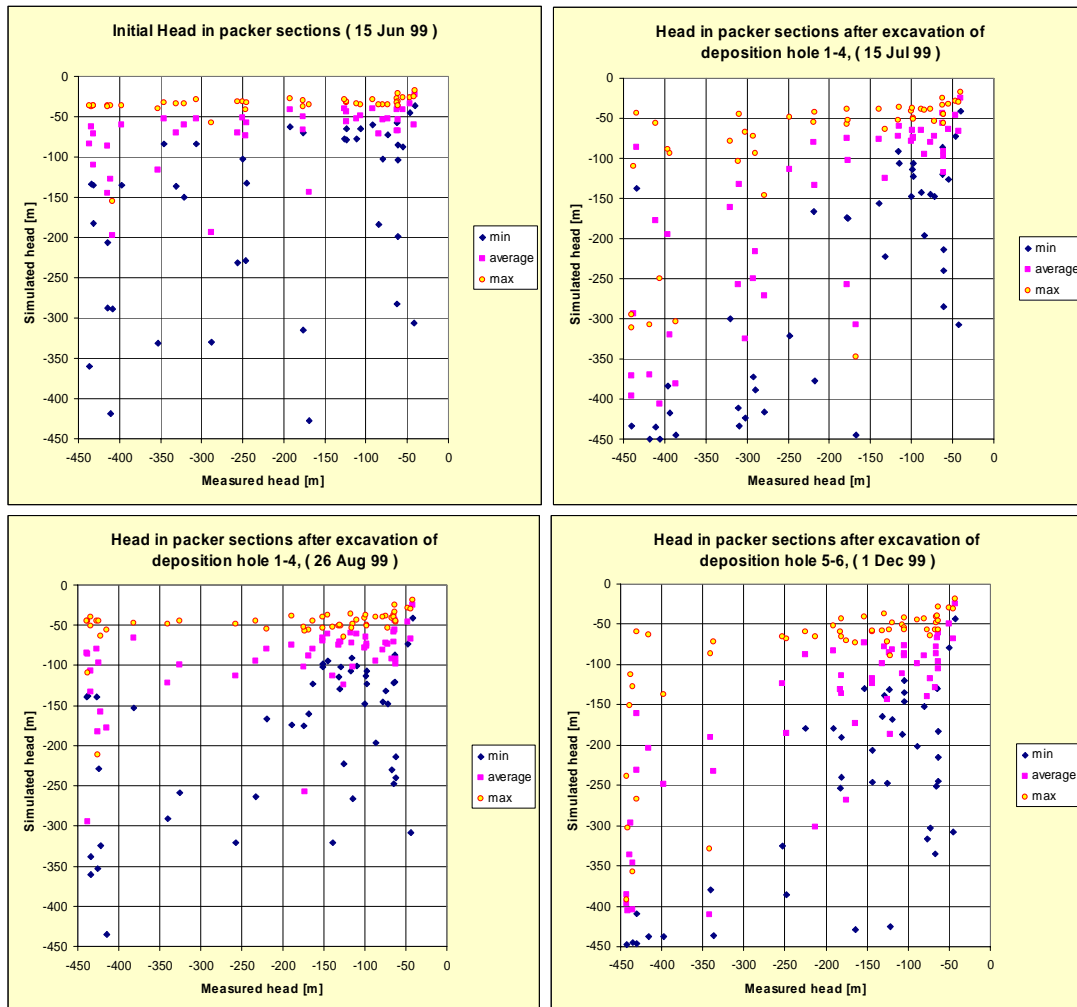 Initial Head in packer sections ( 15 Jun 99 )
0
-50
-100
-150
-200
-250
-300
-350
-400
-450
Simulated head [m]
-450 -400 -350 -300 -250 -200 -150 -100 -50 0
Measured head [m]
min
average
max
Head in packer sections after excavation of
deposition hole 1-4, ( 15 Jul 99 )
0
-50
-100
-150
-200
-250
-300
-350
-400
-450
Simulated head [m]
-450 -400 -350 -300 -250 -200 -150 -100 -50 0
Measured head [m]
min
average
max
Head in packer sections after excavation of
deposition hole 1-4, ( 26 Aug 99 )
0
-50
-100
-150
-200
-250
-300
-350
-400
-450
Simulated head [m]
-450 -400 -350 -300 -250 -200 -150 -100 -50 0
Measured head [m]
min
average
max
Head in packer sections after excavation of
deposition hole 5-6, ( 1 Dec 99 )
0
-50
-100
-150
-200
-250
-300
-350
-400
-450
Simulated head [m]
-450 -400 -350 -300 -250 -200 -150 -100 -50 0
Measured head [m]
min
average
max